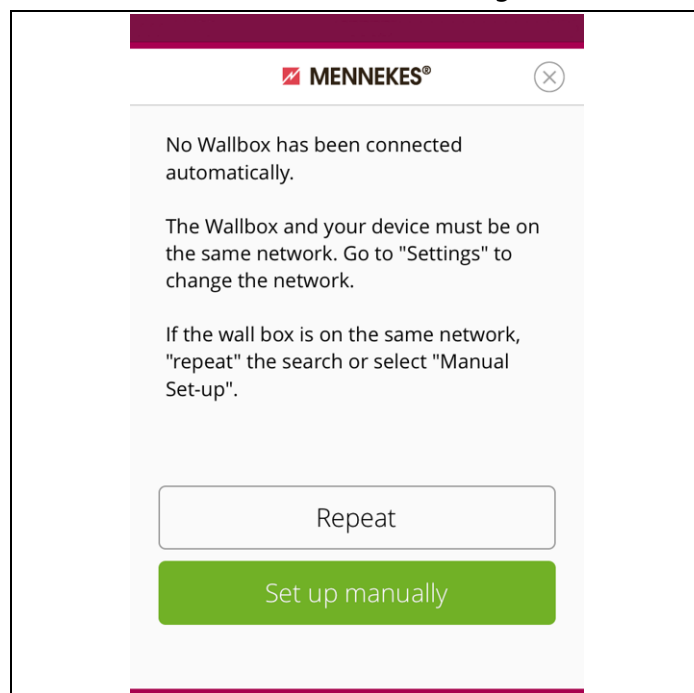 MENNEKES®
No Wallbox has been connected
automatically.
The Wallbox and your device must be on
the same network. Go to "Settings" to
change the network.
If the wall box is on the same network,
"repeat" the search or select "Manual
Set-up".
Repeat
Set up manually